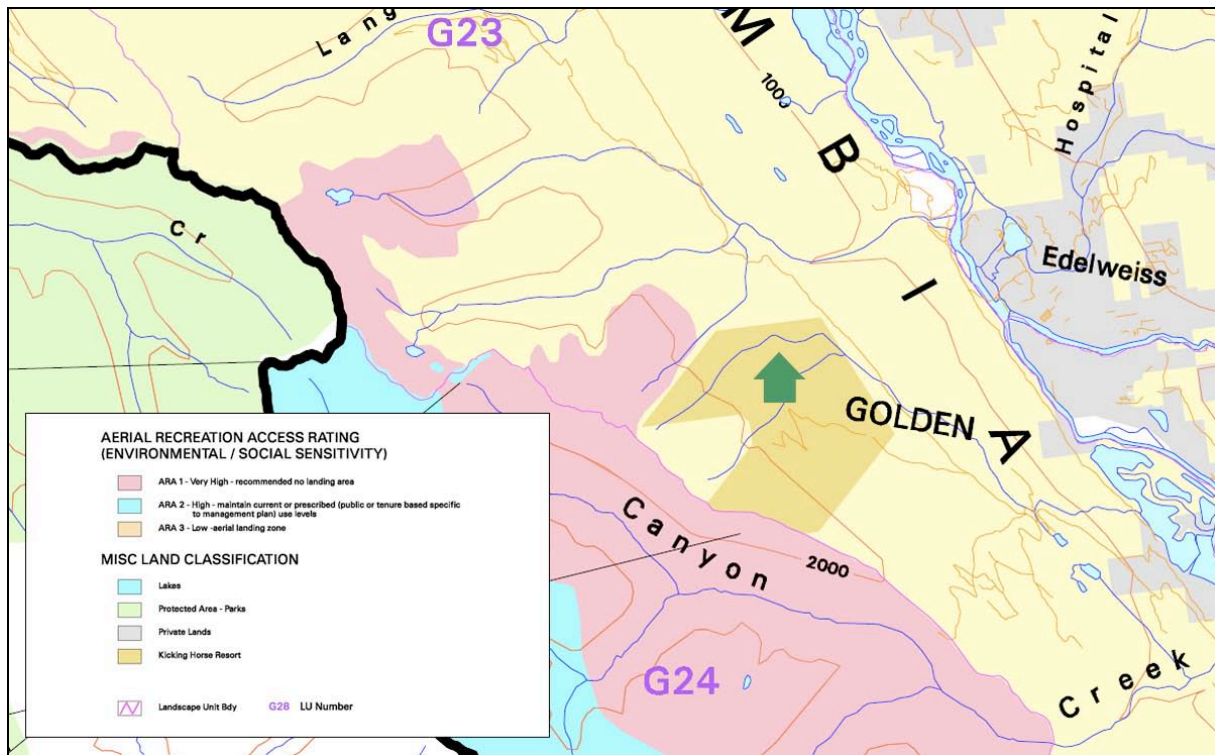 Lang
G23
M
B
I
A
1000
Hospital
Cr
Edelweiss
GOLDEN
Canyon
2000
G24
Creek
AERIAL RECREATION ACCESS RATING
(ENVIRONMENTAL / SOCIAL SENSITIVITY)
ARA 1 - Very High - recommended no landing area
ARA 2 - High - maintain current or prescribed (public or tenure based specific
to management plan) use levels
ARA 3 - Low -aerial landing zone
MISC LAND CLASSIFICATION
Lakes
Protected Area - Parks
Private Lands
Kicking Horse Resort
Landscape Unit Bdy G28 LU Number